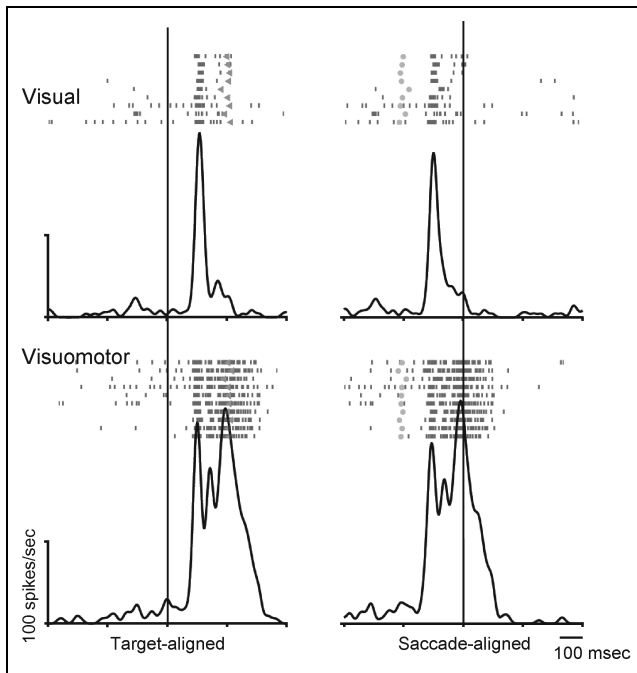 Visual
Visuomotor
100 spikes/sec
Target-aligned
Saccade-aligned
100 msec